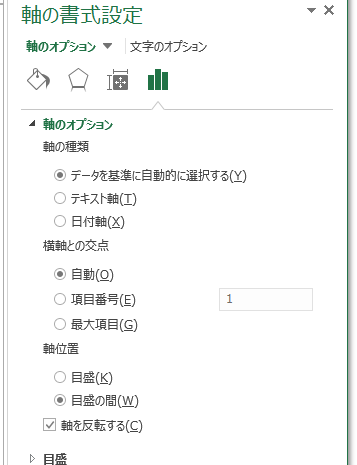 軸の書式設定
軸のオプション 文字のオプション
軸のオプション
軸の種類
データを基準に自動的に選択する(Y)
テキスト軸(T)
日付軸(X)
横軸との交点
自動(O)
項目番号(E) 1
最大項目(G)
軸位置
目盛(K)
目盛の間(W)
軸を反転する(C)
目盛